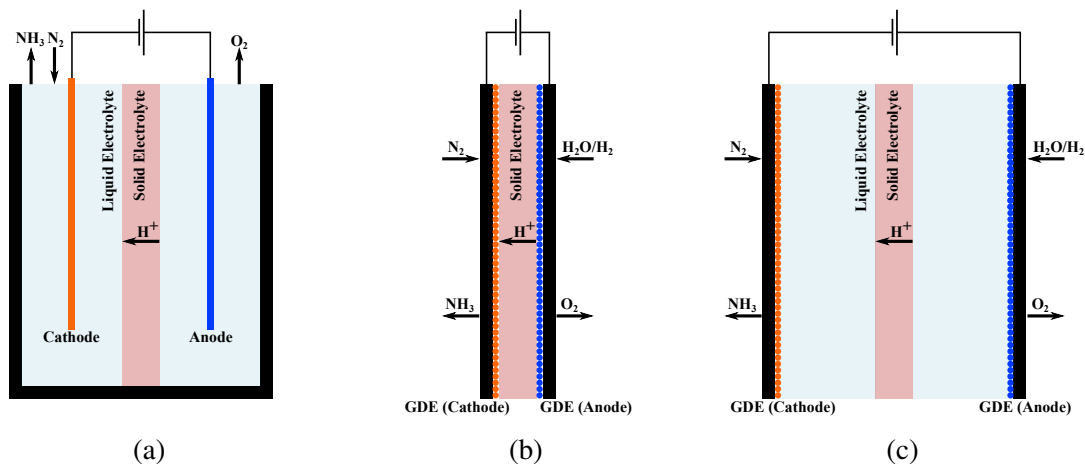 NH₃ N₂
O₂
Liquid Electrolyte
Solid Electrolyte
H⁺
Cathode
Anode
(a)
N₂
H₂O/H₂
Solid Electrolyte
H⁺
NH₃
O₂
GDE (Cathode)
GDE (Anode)
(b)
N₂
H₂O/H₂
Liquid Electrolyte
Solid Electrolyte
H⁺
NH₃
O₂
GDE (Cathode)
GDE (Anode)
(c)